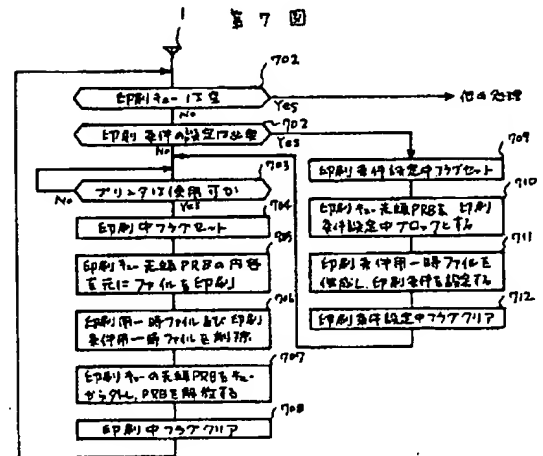 1
第 7 図
702
印刷キューは空
Yes
他の処理
No
702
印刷条件の設定は必要
Yes
No
703
プリンタは使用可か
No
Yes
704
印刷中フラグセット
705
印刷キュー先頭PRBの内容
を元にファイルを印刷
706
印刷用一時ファイル及び印刷
条件用一時ファイルを削除
707
印刷キューの先頭PRBをキュー
から外し、PRBを解放する
708
印刷中フラグクリア
709
印刷条件設定中フラグセット
710
印刷キュー先頭PRBを、印刷
条件設定中ブロックとする
711
印刷条件用一時ファイルを
作成し、印刷条件を設定する
712
印刷条件設定中フラグクリア